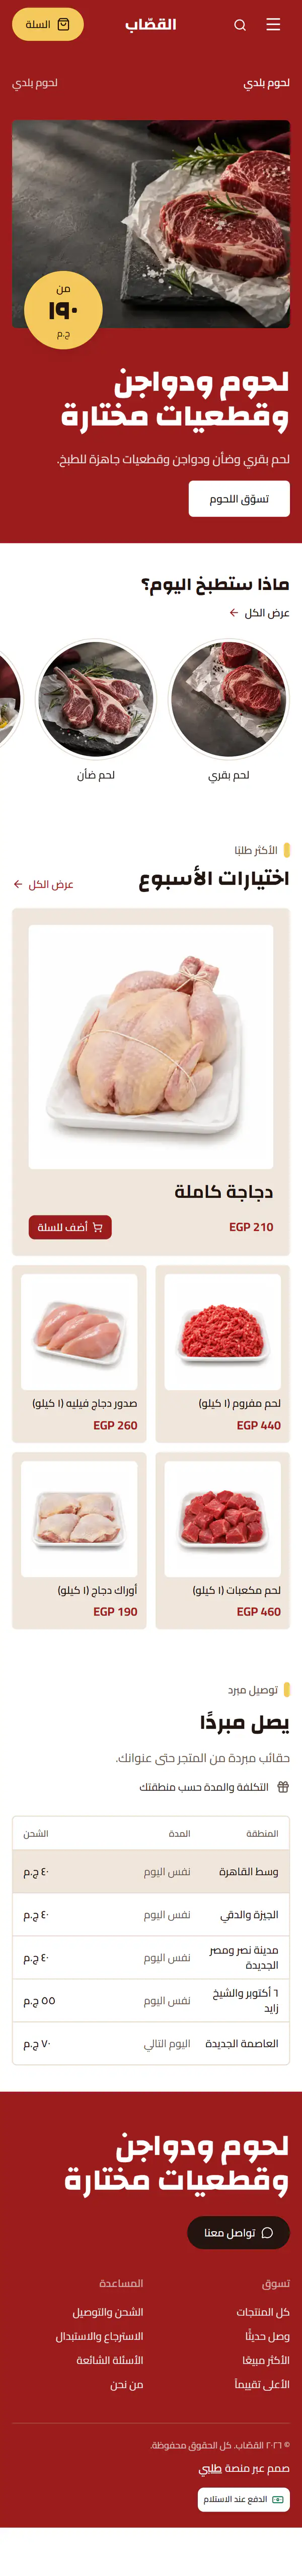 القصّاب
السلة
لحوم بلدي
لحوم بلدي
من
١٩٠
ج.م
لحوم ودواجن
وقطعيات مختارة
لحم بقري وضأن ودواجن وقطعيات جاهزة للطبخ.
تسوّق اللحوم
ماذا ستطبخ اليوم؟
عرض الكل
لحم بقري
لحم ضأن
الأكثر طلبًا
اختيارات الأسبوع
عرض الكل
دجاجة كاملة
EGP 210
أضف للسلة
لحم مفروم (١ كيلو)
EGP 440
صدور دجاج فيليه (١ كيلو)
EGP 260
لحم مكعبات (١ كيلو)
EGP 460
أوراك دجاج (١ كيلو)
EGP 190
توصيل مبرد
يصل مبردًا
حقائب مبردة من المتجر حتى عنوانك.
التكلفة والمدة حسب منطقتك
المنطقة المدة الشحن
وسط القاهرة نفس اليوم ٤٠ ج.م
الجيزة والدقي نفس اليوم ٤٠ ج.م
مدينة نصر ومصر الجديدة نفس اليوم ٤٠ ج.م
٦ أكتوبر والشيخ زايد نفس اليوم ٥٥ ج.م
العاصمة الجديدة اليوم التالي ٧٠ ج.م
لحوم ودواجن
وقطعيات مختارة
تواصل معنا
تسوق
كل المنتجات
وصل حديثًا
الأكثر مبيعًا
الأعلى تقييماً
المساعدة
الشحن والتوصيل
الاسترجاع والاستبدال
الأسئلة الشائعة
من نحن
© ٢٠٢٦ القصّاب. كل الحقوق محفوظة.
صمم عبر منصة طلبي
الدفع عند الاستلام